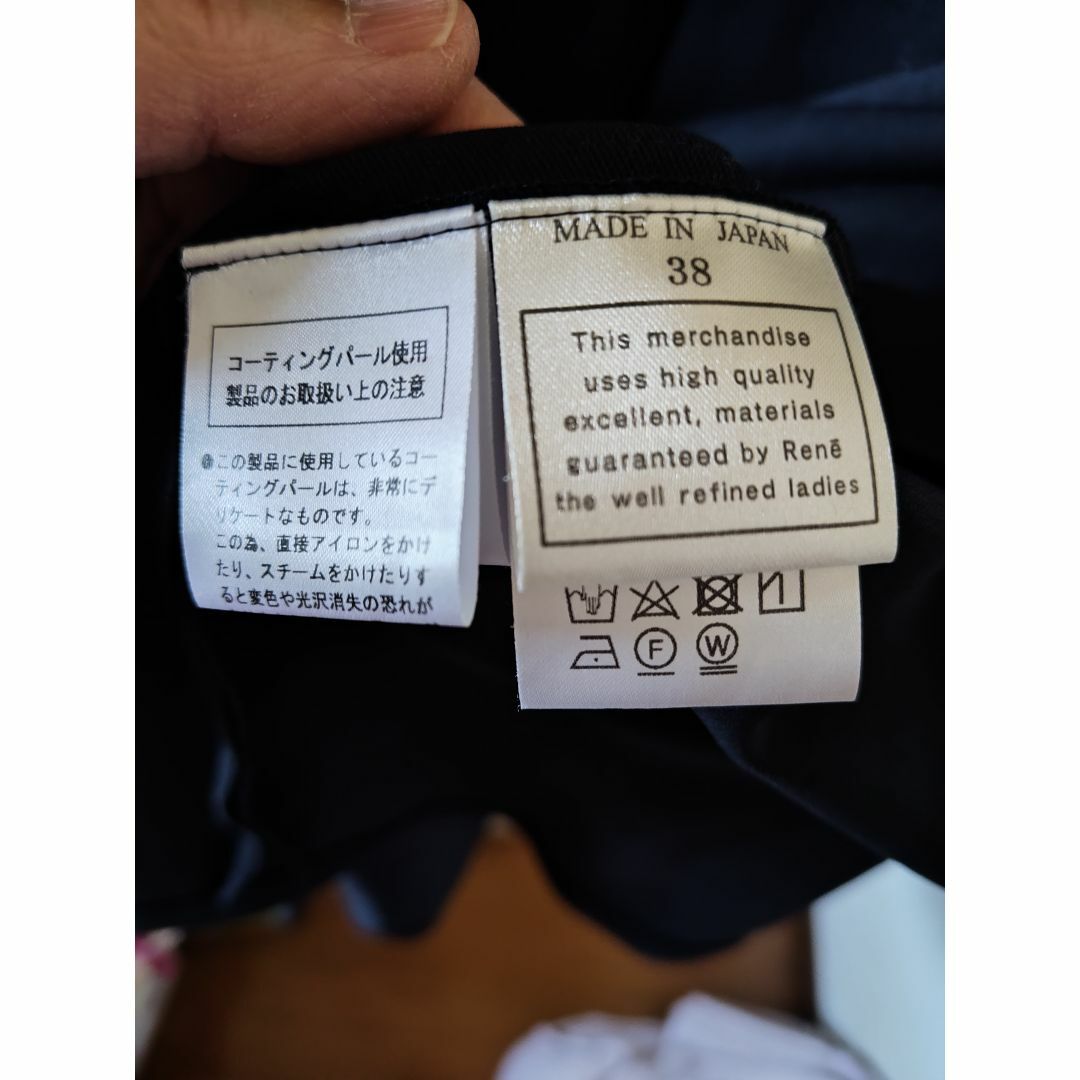 コーティングパール使用
製品のお取扱い上の注意
●この製品に使用しているコー
ティングパールは、非常にデ
リケートなものです。
この為、直接アイロンをかけ
たり、スチームをかけたりす
ると変色や光沢消失の恐れが
MADE IN JAPAN
38
This merchandise
uses high quality
excellent, materials
guaranteed by René
the well refined ladies
F
W